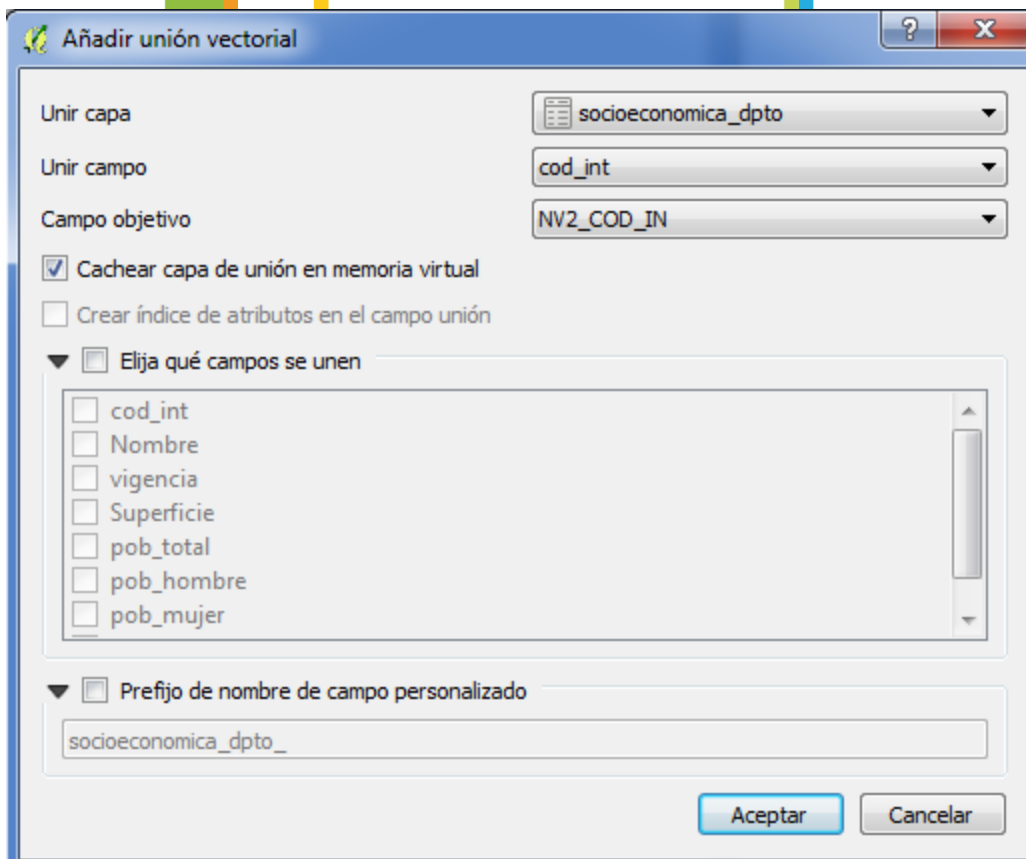 Añadir unión vectorial
?
x
Unir capa
socioeconomica_dpto
Unir campo
cod_int
Campo objetivo
NV2_COD_IN
Cachear capa de unión en memoria virtual
Crear índice de atributos en el campo unión
Elija qué campos se unen
cod_int
Nombre
vigencia
Superficie
pob_total
pob_hombre
pob_mujer
Prefijo de nombre de campo personalizado
socioeconomica_dpto_
Aceptar
Cancelar